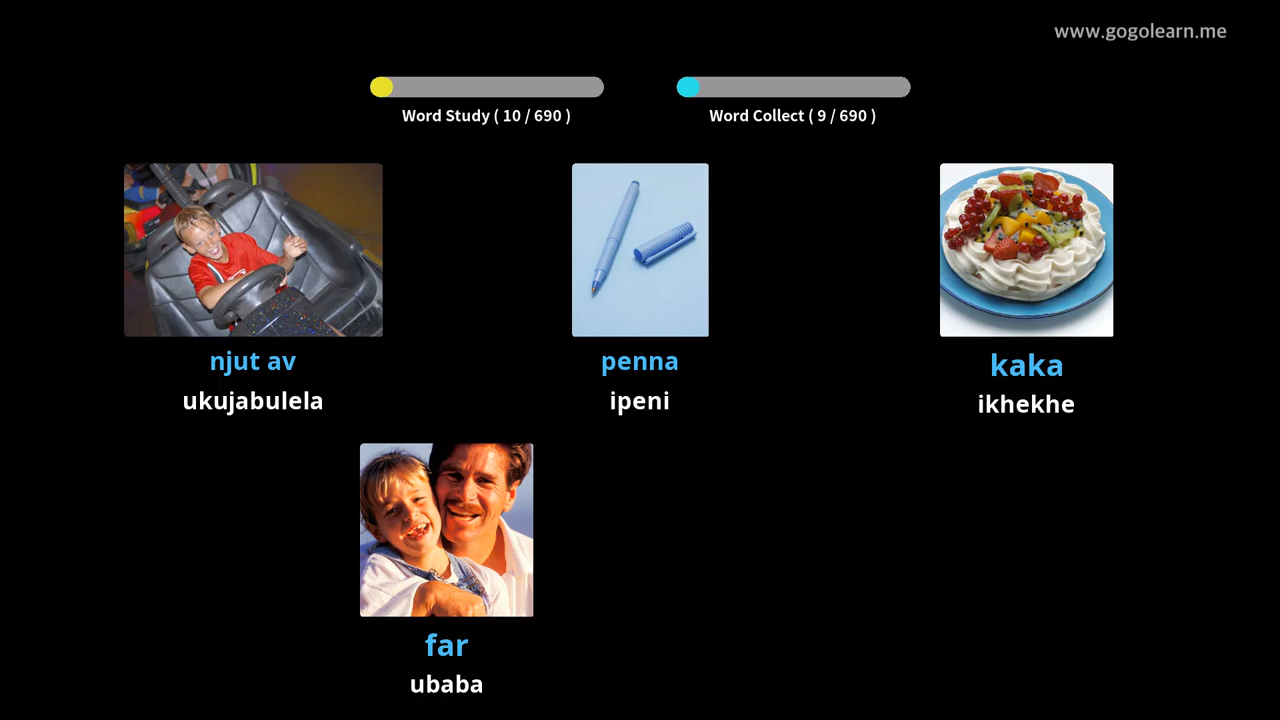 www.gogolearn.me
Word Study ( 10 / 690 )
Word Collect ( 9 / 690 )
njut av
ukujabulela
penna
ipeni
kaka
ikhekhe
far
ubaba